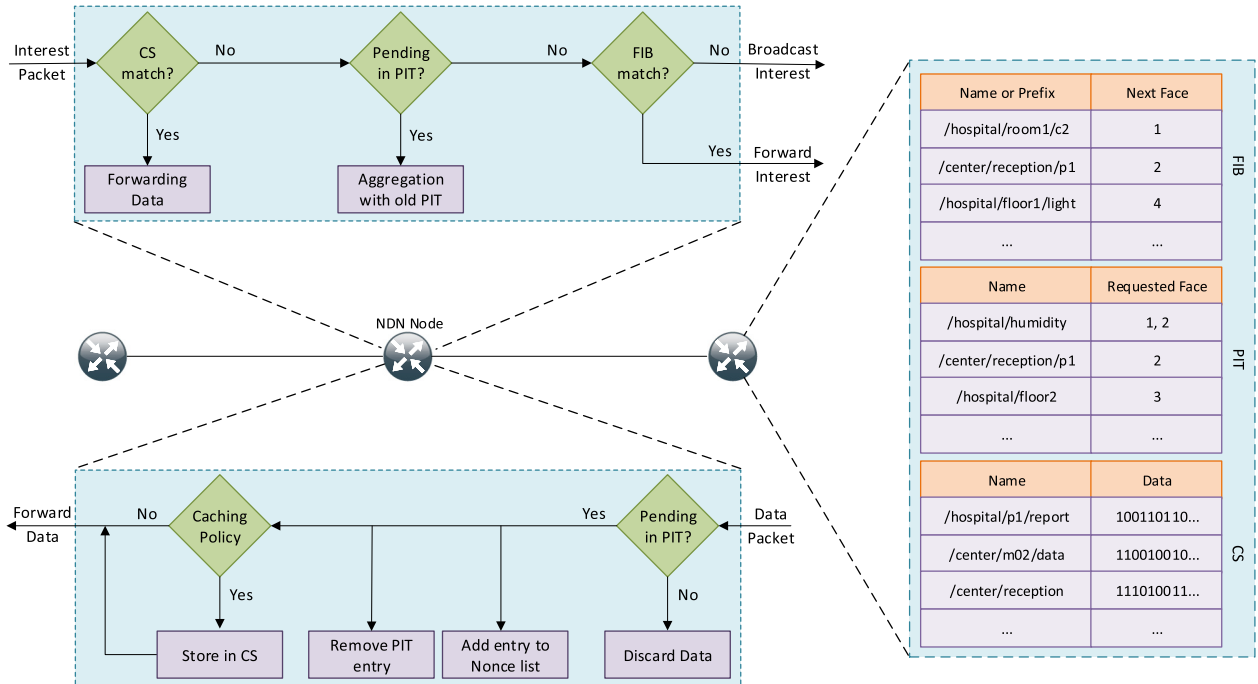 Interest
Packet
CS
match?
No
Pending
in PIT?
No
FIB
match?
No
Broadcast
Interest
Yes
Yes
Yes
Forward
Interest
Forwarding
Data
Aggregation
with old PIT
NDN Node
Forward
Data
No
Caching
Policy
Yes
Pending
in PIT?
Data
Packet
Yes
No
Store in CS
Remove PIT
entry
Add entry to
Nonce list
Discard Data
Name or Prefix Next Face
/hospital/room1/c2 1
/center/reception/p1 2
/hospital/floor1/light 4
... ...
FIB
Name Requested Face
/hospital/humidity 1, 2
/center/reception/p1 2
/hospital/floor2 3
... ...
PIT
Name Data
/hospital/p1/report 100110110...
/center/m02/data 110010010...
/center/reception 111010011...
... ...
CS